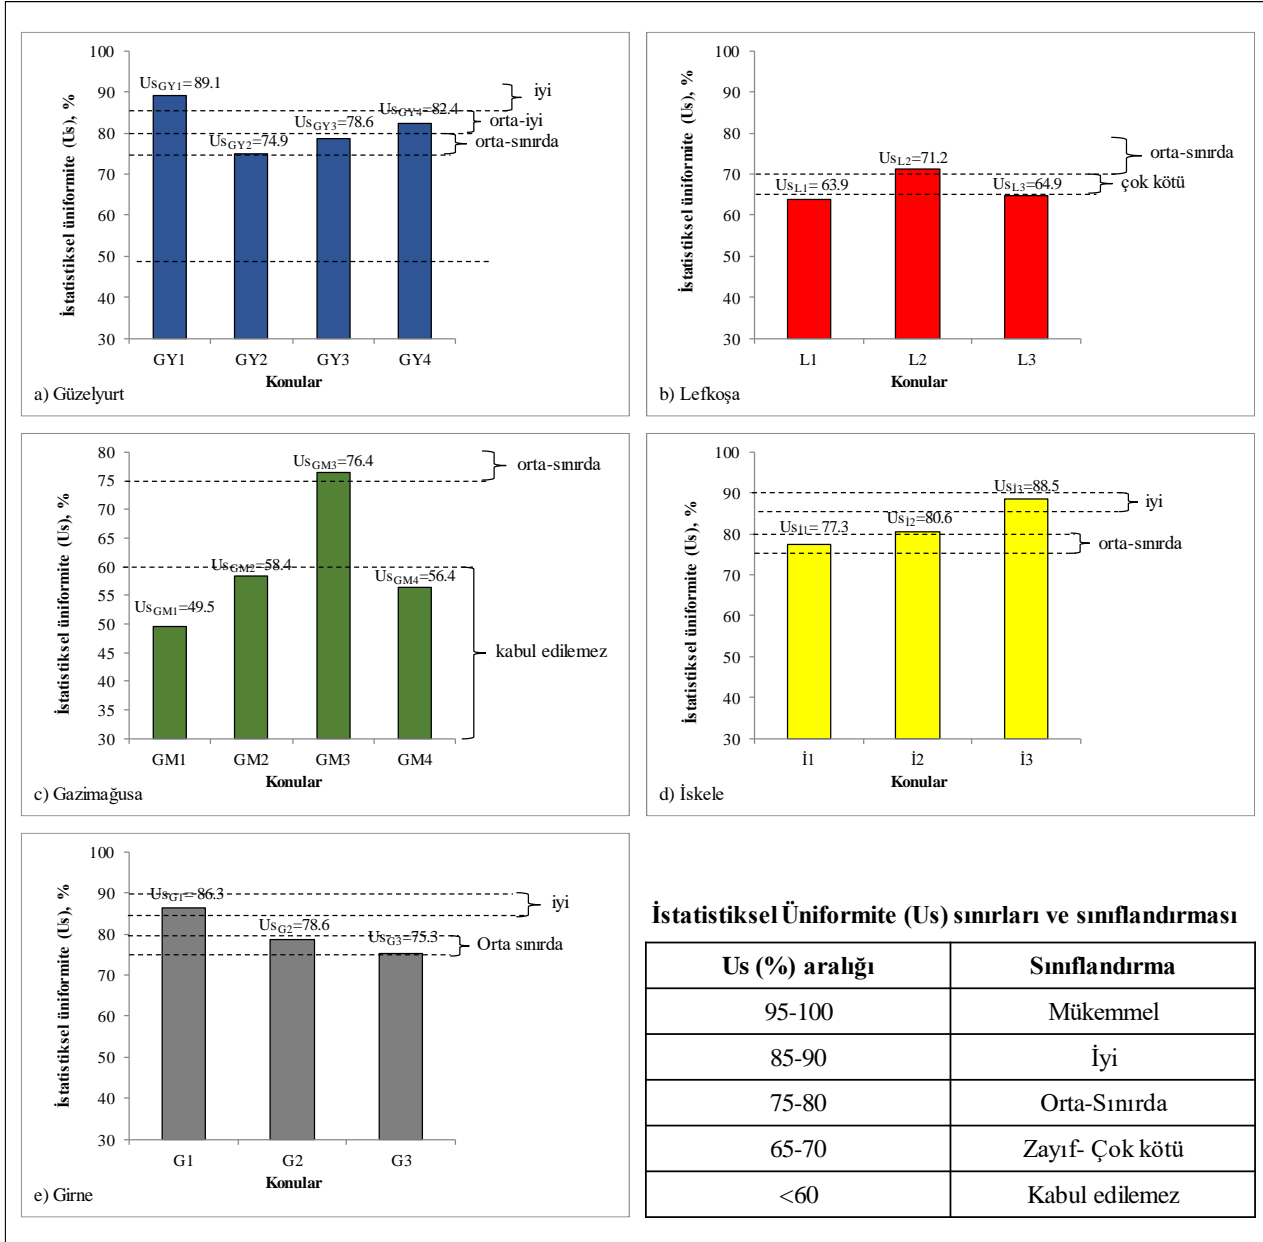 İstatistiksel üniformite (Us), %
100
90
80
70
60
50
40
30
UsGY1=89.1
UsGY2=74.9
UsGY3=78.6
UsGY4=82.4
iyi
orta-iyi
orta-sınırda
GY1 GY2 GY3 GY4
Konular
a) Güzelyurt
İstatistiksel üniformite (Us), %
100
90
80
70
60
50
40
30
UsL1= 63.9
UsL2=71.2
UsL3=64.9
orta-sınırda
çok kötü
L1 L2 L3
Konular
b) Lefkoşa
İstatistiksel üniformite (Us), %
80
75
70
65
60
55
50
45
40
35
30
UsGM1=49.5
UsGM2=58.4
UsGM3=76.4
UsGM4=56.4
orta-sınırda
kabul edilemez
GM1 GM2 GM3 GM4
Konular
c) Gazimağusa
İstatistiksel üniformite (Us), %
100
90
80
70
60
50
40
30
Usİ1= 77.3
Usİ2=80.6
Usİ3=88.5
iyi
orta-sınırda
İ1 İ2 İ3
Konular
d) İskele
İstatistiksel üniformite (Us), %
100
90
80
70
60
50
40
30
UsG1= 86.3
UsG2=78.6
UsG3=75.3
iyi
Orta sınırda
G1 G2 G3
Konular
e) Girne
İstatistiksel Üniformite (Us) sınırları ve sınıflandırması
Us (%) aralığı Sınıflandırma
95-100 Mükemmel
85-90 İyi
75-80 Orta-Sınırda
65-70 Zayıf- Çok kötü
<60 Kabul edilemez